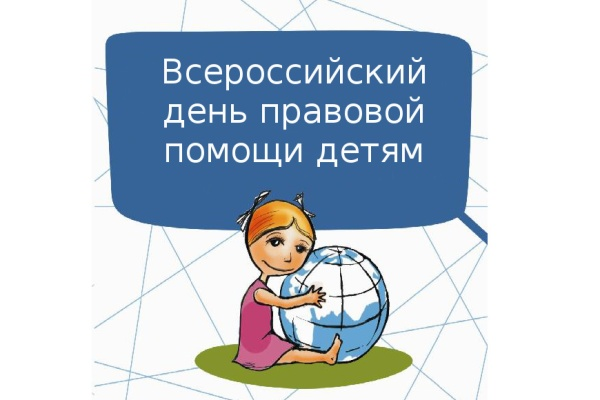 Всероссийский
день правовой
помощи детям